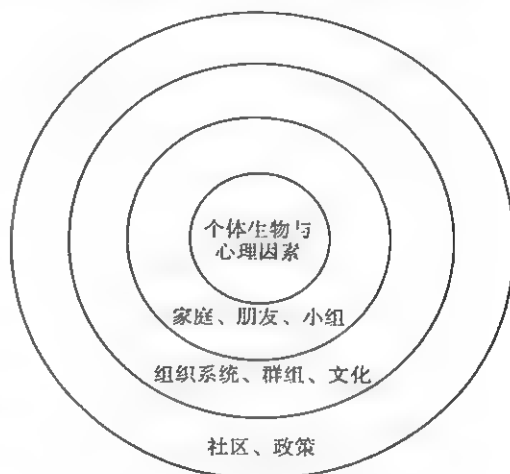 个体生物与
心理因素
家庭、朋友、小组
组织系统、群组、文化
社区、政策